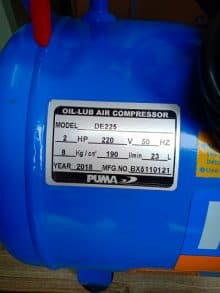 OIL-LUB AIR COMPRESSOR
MODEL DE225
2 HP 220 V 50 HZ
8 Kg/cm² 190 l/min 23 L
YEAR 2018 MFG.NO. BX5110121
PUMA